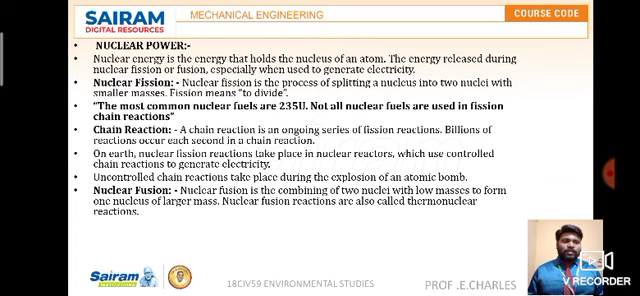 SAIRAM
DIGITAL RESOURCES
MECHANICAL ENGINEERING
COURSE CODE
• NUCLEAR POWER:-
• Nuclear energy is the energy that holds the nucleus of an atom. The energy released during
nuclear fission or fusion, especially when used to generate electricity.
• Nuclear Fission: - Nuclear fission is the process of splitting a nucleus into two nuclei with
smaller masses. Fission means “to divide”.
• “The most common nuclear fuels are 235U. Not all nuclear fuels are used in fission
chain reactions”
• Chain Reaction: - A chain reaction is an ongoing series of fission reactions. Billions of
reactions occur each second in a chain reaction.
• On earth, nuclear fission reactions take place in nuclear reactors, which use controlled
chain reactions to generate electricity.
• Uncontrolled chain reactions take place during the explosion of an atomic bomb.
• Nuclear Fusion: - Nuclear fusion is the combining of two nuclei with low masses to form
one nucleus of larger mass. Nuclear fusion reactions are also called thermonuclear
reactions.
Sairam
18CIV59 ENVIRONMENTAL STUDIES
PROF .E.CHARLES
V RECORDER